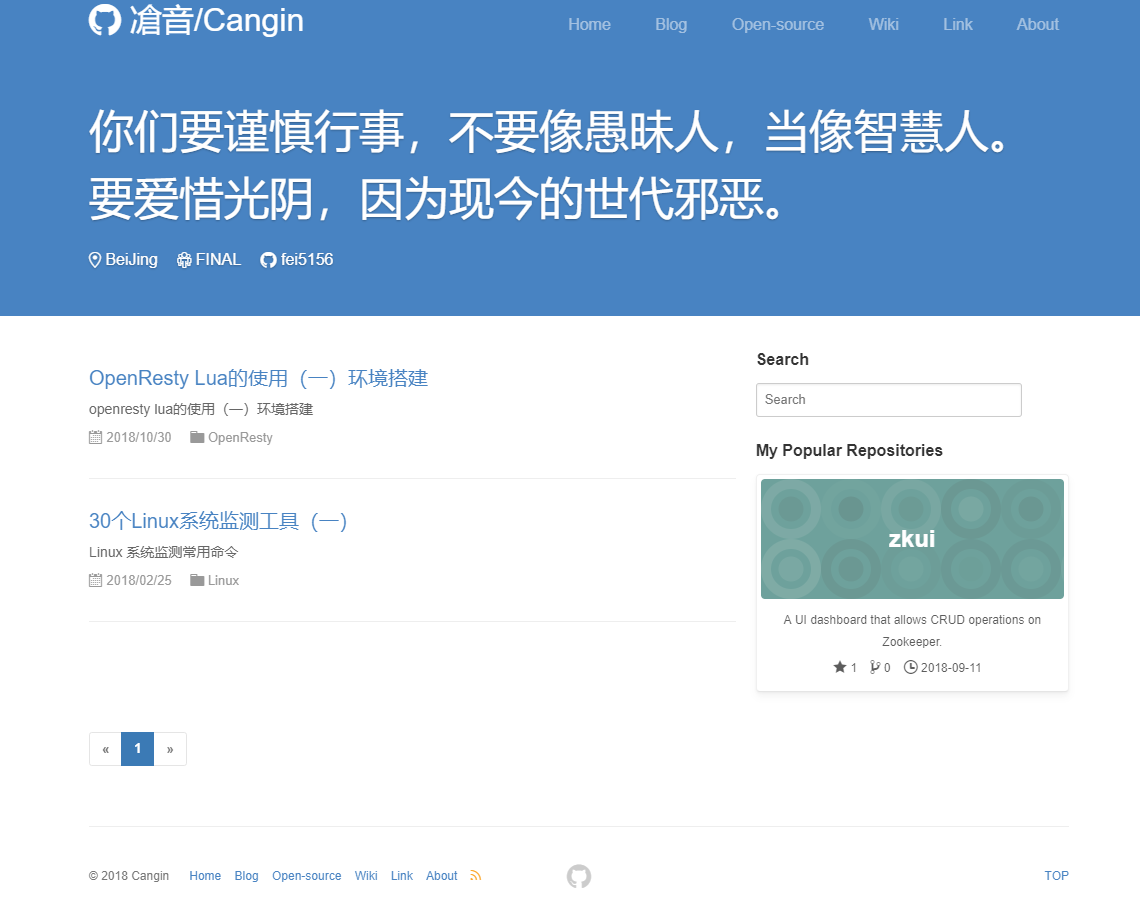 凔音/Cangin
Home Blog Open-source Wiki Link About
你们要谨慎行事，不要像愚昧人，当像智慧人。
要爱惜光阴，因为现今的世代邪恶。
BeiJing FINAL fei5156
OpenResty Lua的使用（一）环境搭建
openresty lua的使用（一）环境搭建
2018/10/30 OpenResty
30个Linux系统监测工具（一）
Linux 系统监测常用命令
2018/02/25 Linux
« 1 »
Search
Search
My Popular Repositories
zkui
A UI dashboard that allows CRUD operations on
Zookeeper.
1 0 2018-09-11
© 2018 Cangin Home Blog Open-source Wiki Link About TOP